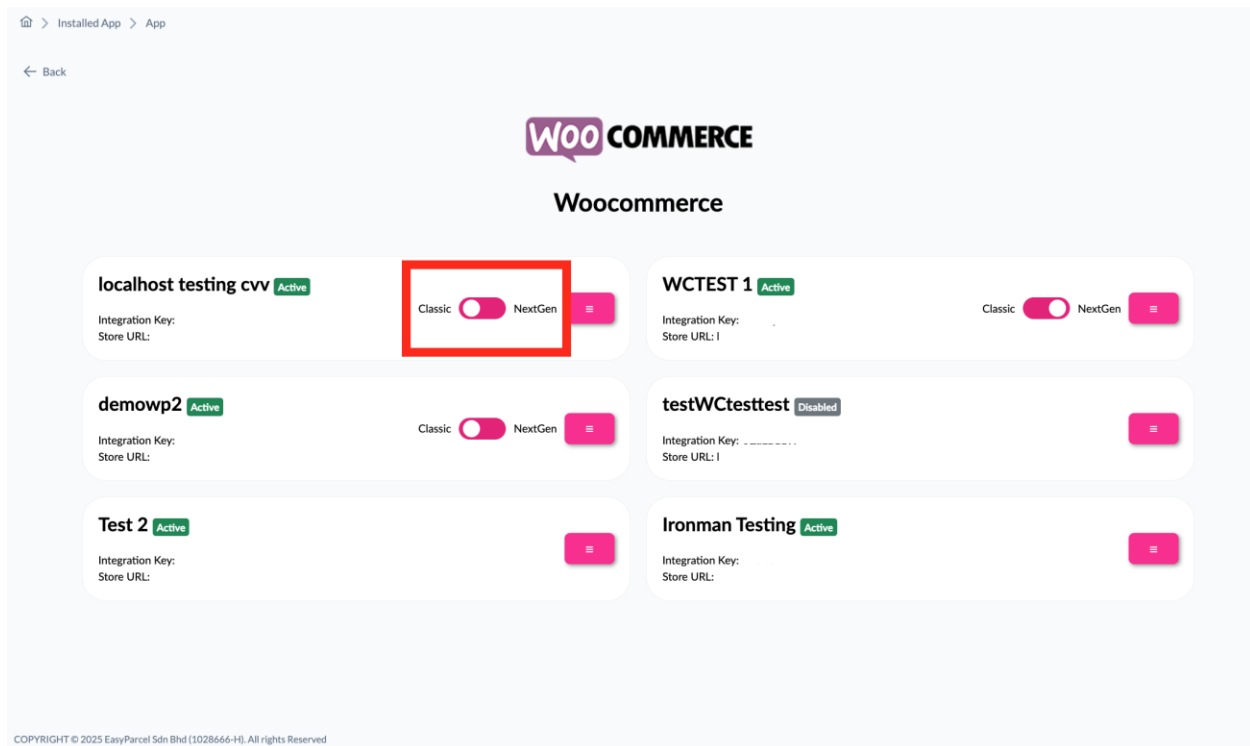 Installed App > App
← Back
WOO COMMERCE
Woocommerce
localhost testing cvv Active
Classic NextGen
Integration Key:
Store URL:
WCTEST 1 Active
Classic NextGen
Integration Key:
Store URL: l
demowp2 Active
Classic NextGen
Integration Key:
Store URL:
testWCtesttest Disabled
Integration Key:
Store URL: l
Test 2 Active
Integration Key:
Store URL:
Ironman Testing Active
Integration Key:
Store URL:
COPYRIGHT © 2025 EasyParcel Sdn Bhd (1028666-H). All rights Reserved